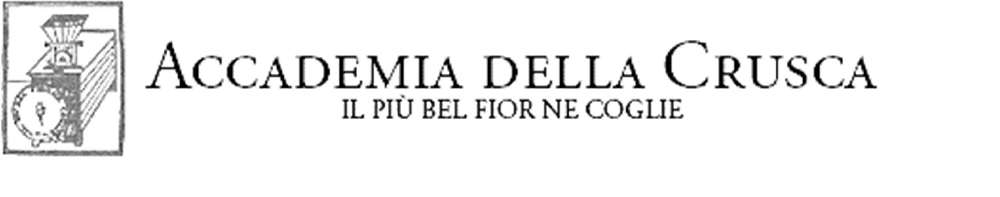 ACCADEMIA DELLA CRUSCA
IL PIÙ BEL FIOR NE COGLIE